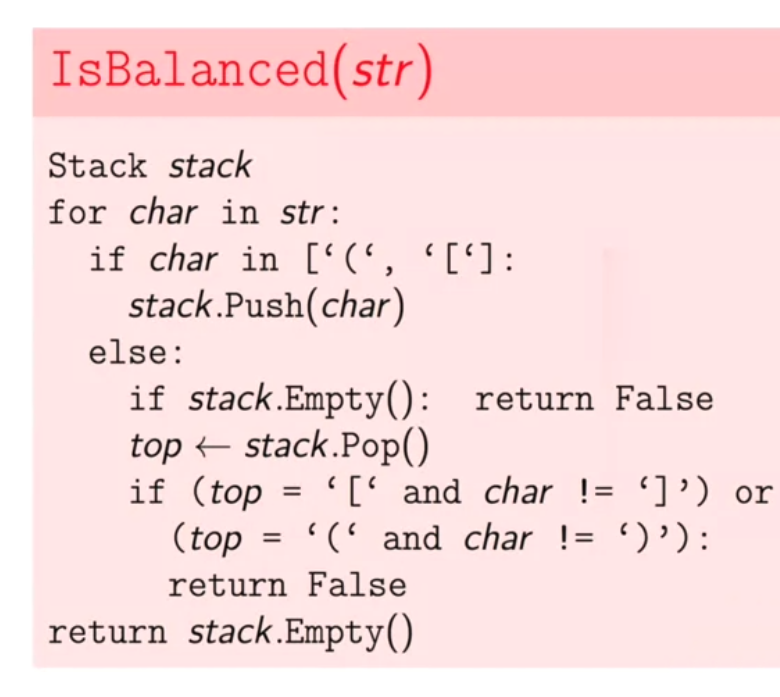 IsBalanced(str)
Stack stack
for char in str:
if char in [‘(‘, ‘[‘]:
stack.Push(char)
else:
if stack.Empty(): return False
top ← stack.Pop()
if (top = ‘[‘ and char != ‘]’) or
(top = ‘(‘ and char != ‘)’):
return False
return stack.Empty()